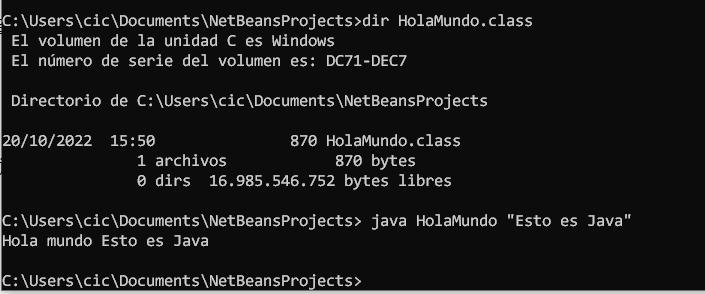 C:\Users\cic\Documents\NetBeansProjects>dir HolaMundo.class
 El volumen de la unidad C es Windows
 El número de serie del volumen es: DC71-DEC7

 Directorio de C:\Users\cic\Documents\NetBeansProjects

20/10/2022  15:50               870 HolaMundo.class
               1 archivos            870 bytes
               0 dirs  16.985.546.752 bytes libres

C:\Users\cic\Documents\NetBeansProjects> java HolaMundo "Esto es Java"
Hola mundo Esto es Java

C:\Users\cic\Documents\NetBeansProjects>